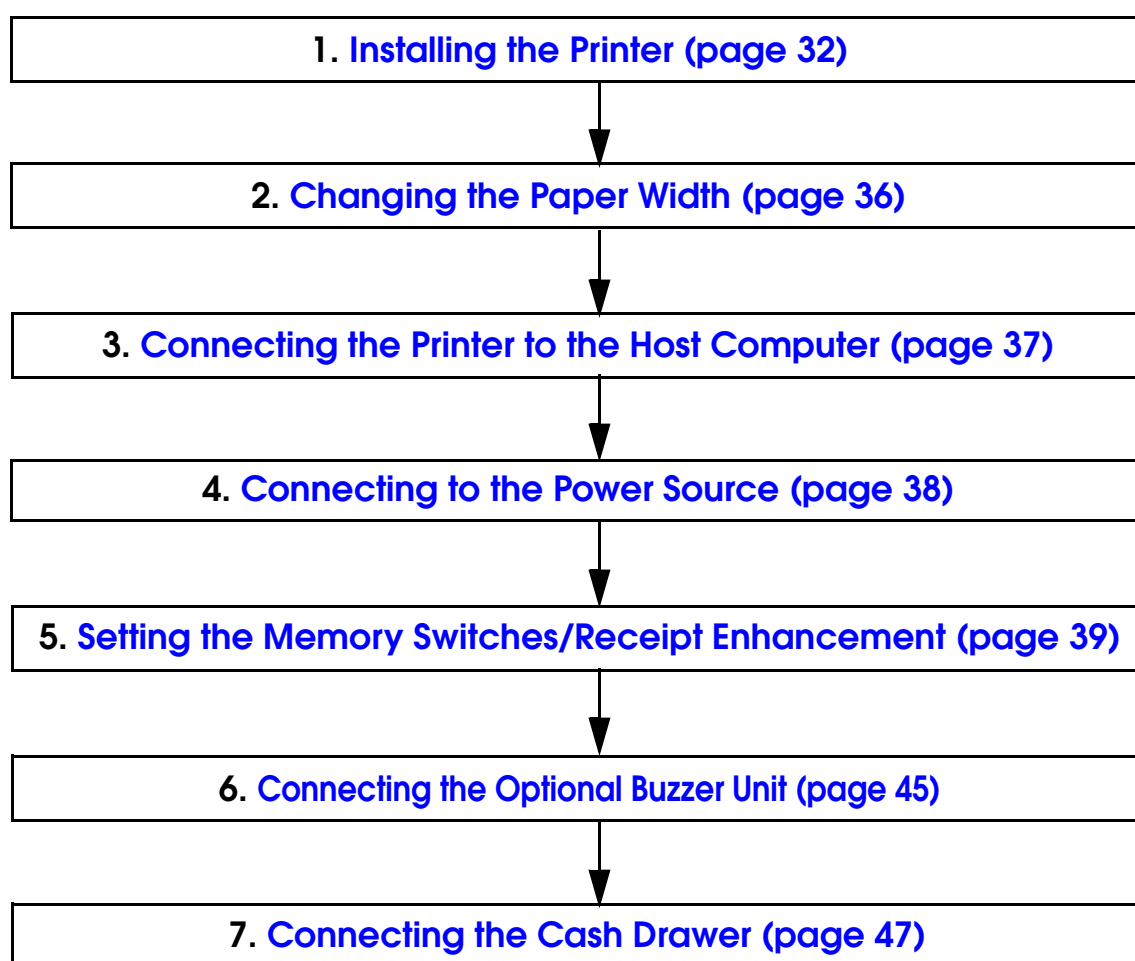 1. Installing the Printer (page 32)
2. Changing the Paper Width (page 36)
3. Connecting the Printer to the Host Computer (page 37)
4. Connecting to the Power Source (page 38)
5. Setting the Memory Switches/Receipt Enhancement (page 39)
6. Connecting the Optional Buzzer Unit (page 45)
7. Connecting the Cash Drawer (page 47)